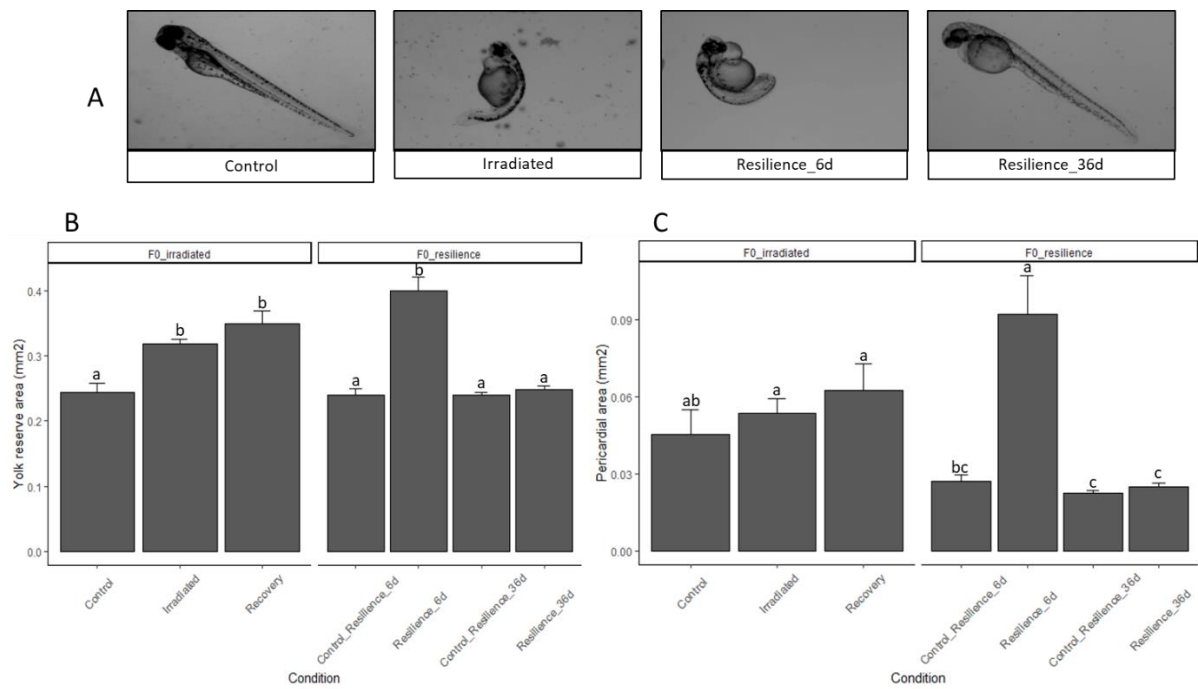 A
Control
Irradiated
Resilience_6d
Resilience_36d
B
F0_irradiated
F0_resilience
Yolk reserve area (mm2)
0.4
0.3
0.2
0.1
0.0
a
b
b
a
b
a
a
Control
Irradiated
Recovery
Control_Resilience_6d
Resilience_6d
Control_Resilience_36d
Resilience_36d
Condition
C
F0_irradiated
F0_resilience
Pericardial area (mm2)
0.09
0.06
0.03
0.00
ab
a
a
bc
a
c
c
Control
Irradiated
Recovery
Control_Resilience_6d
Resilience_6d
Control_Resilience_36d
Resilience_36d
Condition